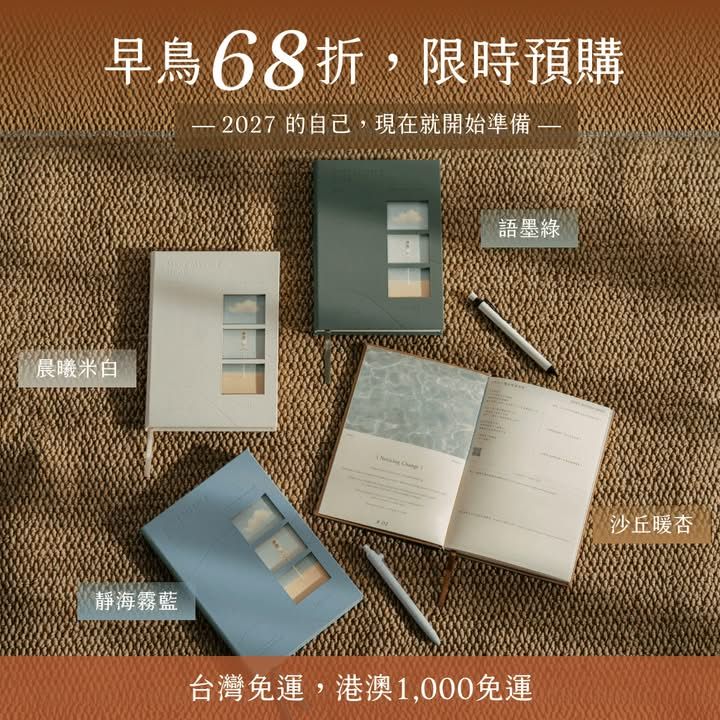 早鳥68折，限時預購
— 2027 的自己，現在就開始準備 —
語墨綠
晨曦米白
( Noticing Change )
沙丘暖杏
靜海霧藍
台灣免運，港澳1,000免運